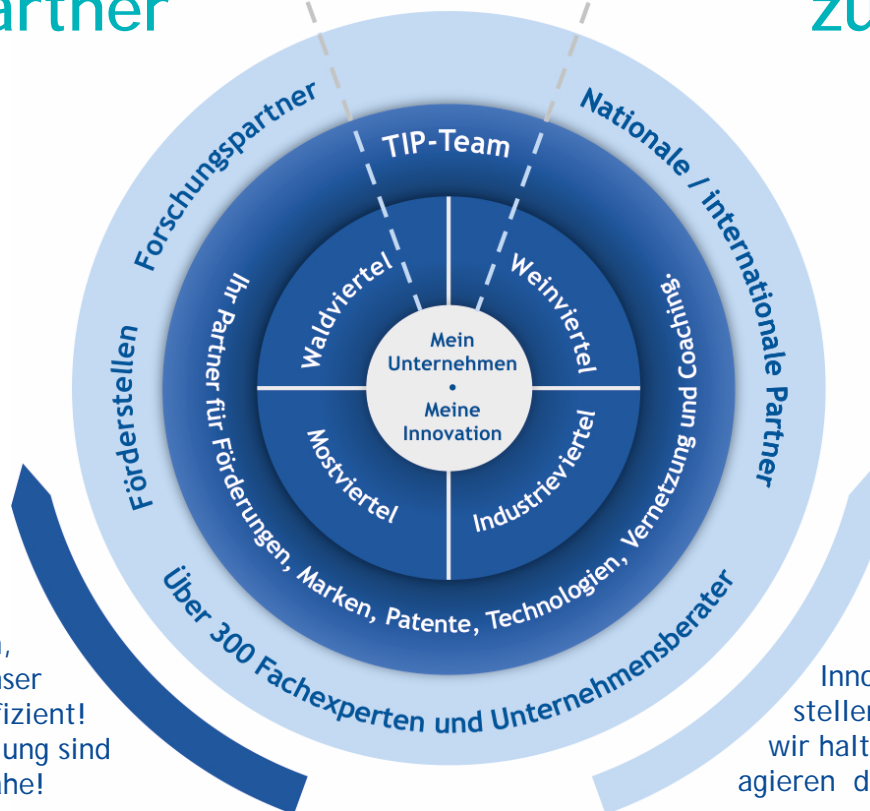 artner
zu
Forschungspartner
Nationale / internationale Partner
TIP-Team
Waldviertel
Weinviertel
Ihr Partner für Förderungen, Marken, Patente, Technologien, Vernetzung und Coaching.
Förderstellen
Mein
Unternehmen
•
Meine
Innovation
Mostviertel
Industrieviertel
Über 300 Fachexperten und Unternehmensberater
,
ser
fizient!
ung sind
he!
Inno
stellen
wir halt
agieren d